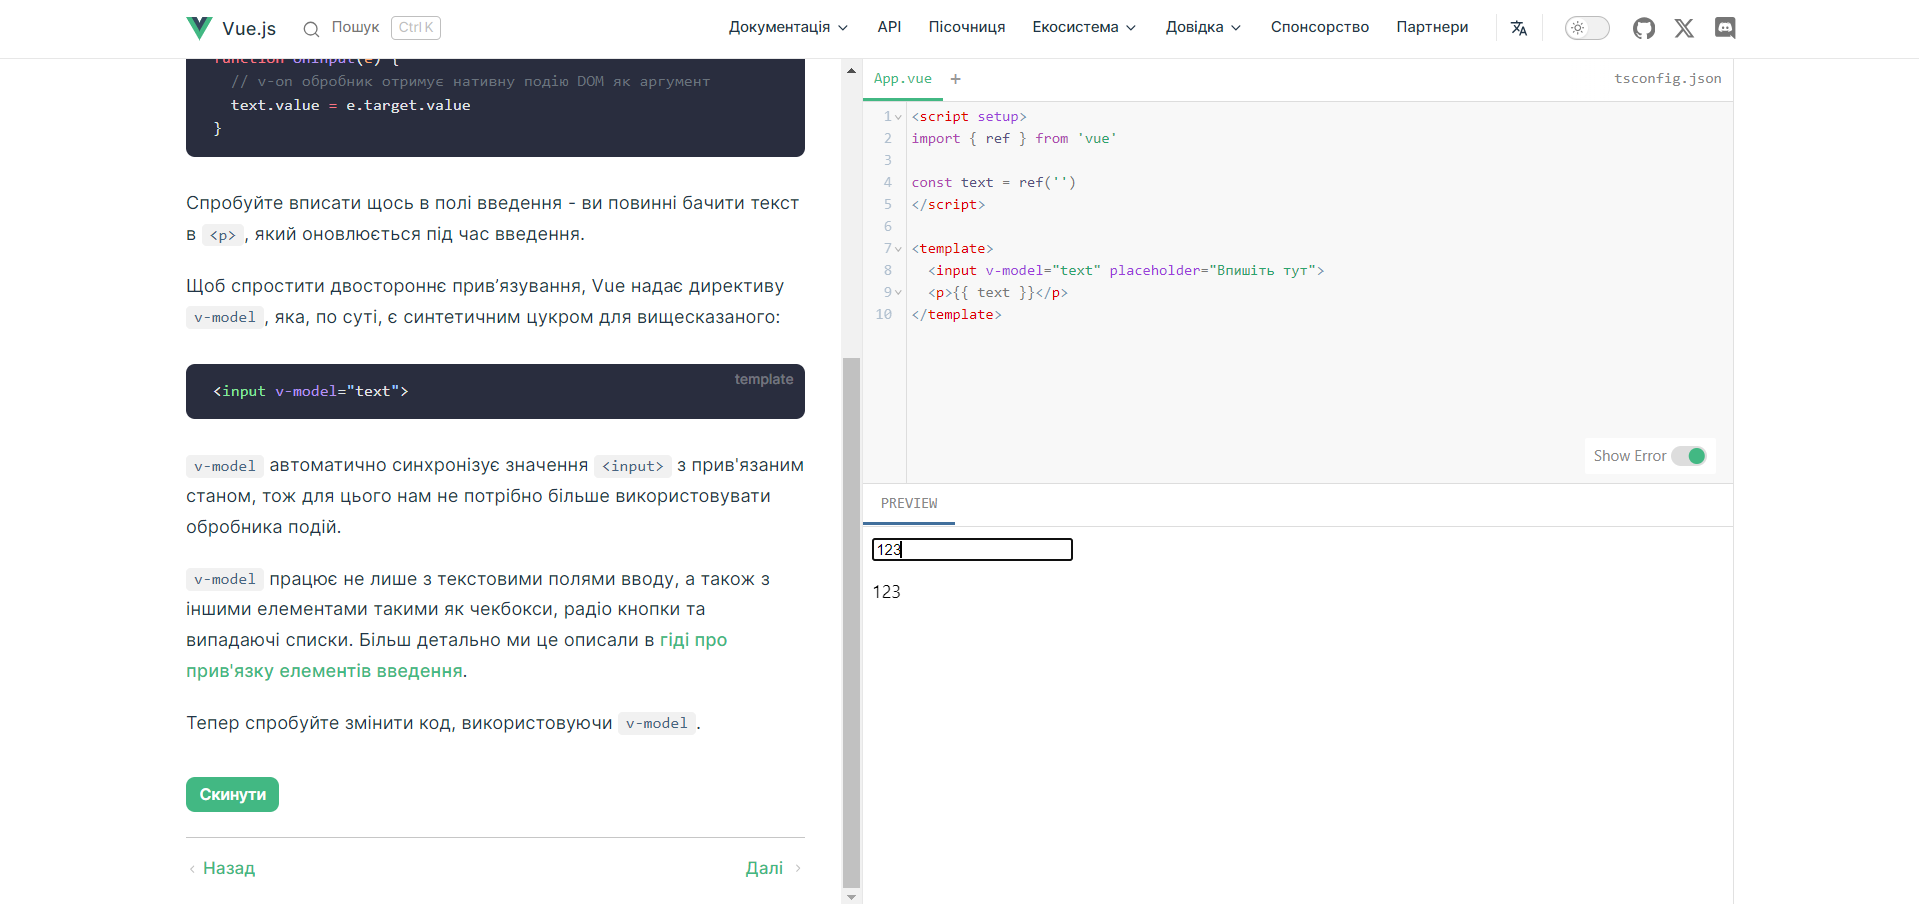 Vue.js
Пошук
Ctrl K
Документація
API
Пісочниця
Екосистема
Довідка
Спонсорство
Партнери
function onInput(e) {
// v-on обробник отримує нативну подію DOM як аргумент
text.value = e.target.value
}
Спробуйте вписати щось в полі введення - ви повинні бачити текст
в <p>, який оновлюється під час введення.
Щоб спростити двостороннє прив’язування, Vue надає директиву
v-model, яка, по суті, є синтетичним цукром для вищесказаного:
template
<input v-model="text">
v-model автоматично синхронізує значення <input> з прив'язаним
станом, тож для цього нам не потрібно більше використовувати
обробника подій.
v-model працює не лише з текстовими полями вводу, а також з
іншими елементами такими як чекбокси, радіо кнопки та
випадаючі списки. Більш детально ми це описали в гіді про
прив'язку елементів введення.
Тепер спробуйте змінити код, використовуючи v-model.
Скинути
Назад
Далі
App.vue
+
tsconfig.json
1 <script setup>
2 import { ref } from 'vue'
3
4 const text = ref('')
5 </script>
6
7 <template>
8 <input v-model="text" placeholder="Впишіть тут">
9 <p>{{ text }}</p>
10 </template>
Show Error
PREVIEW
123
123